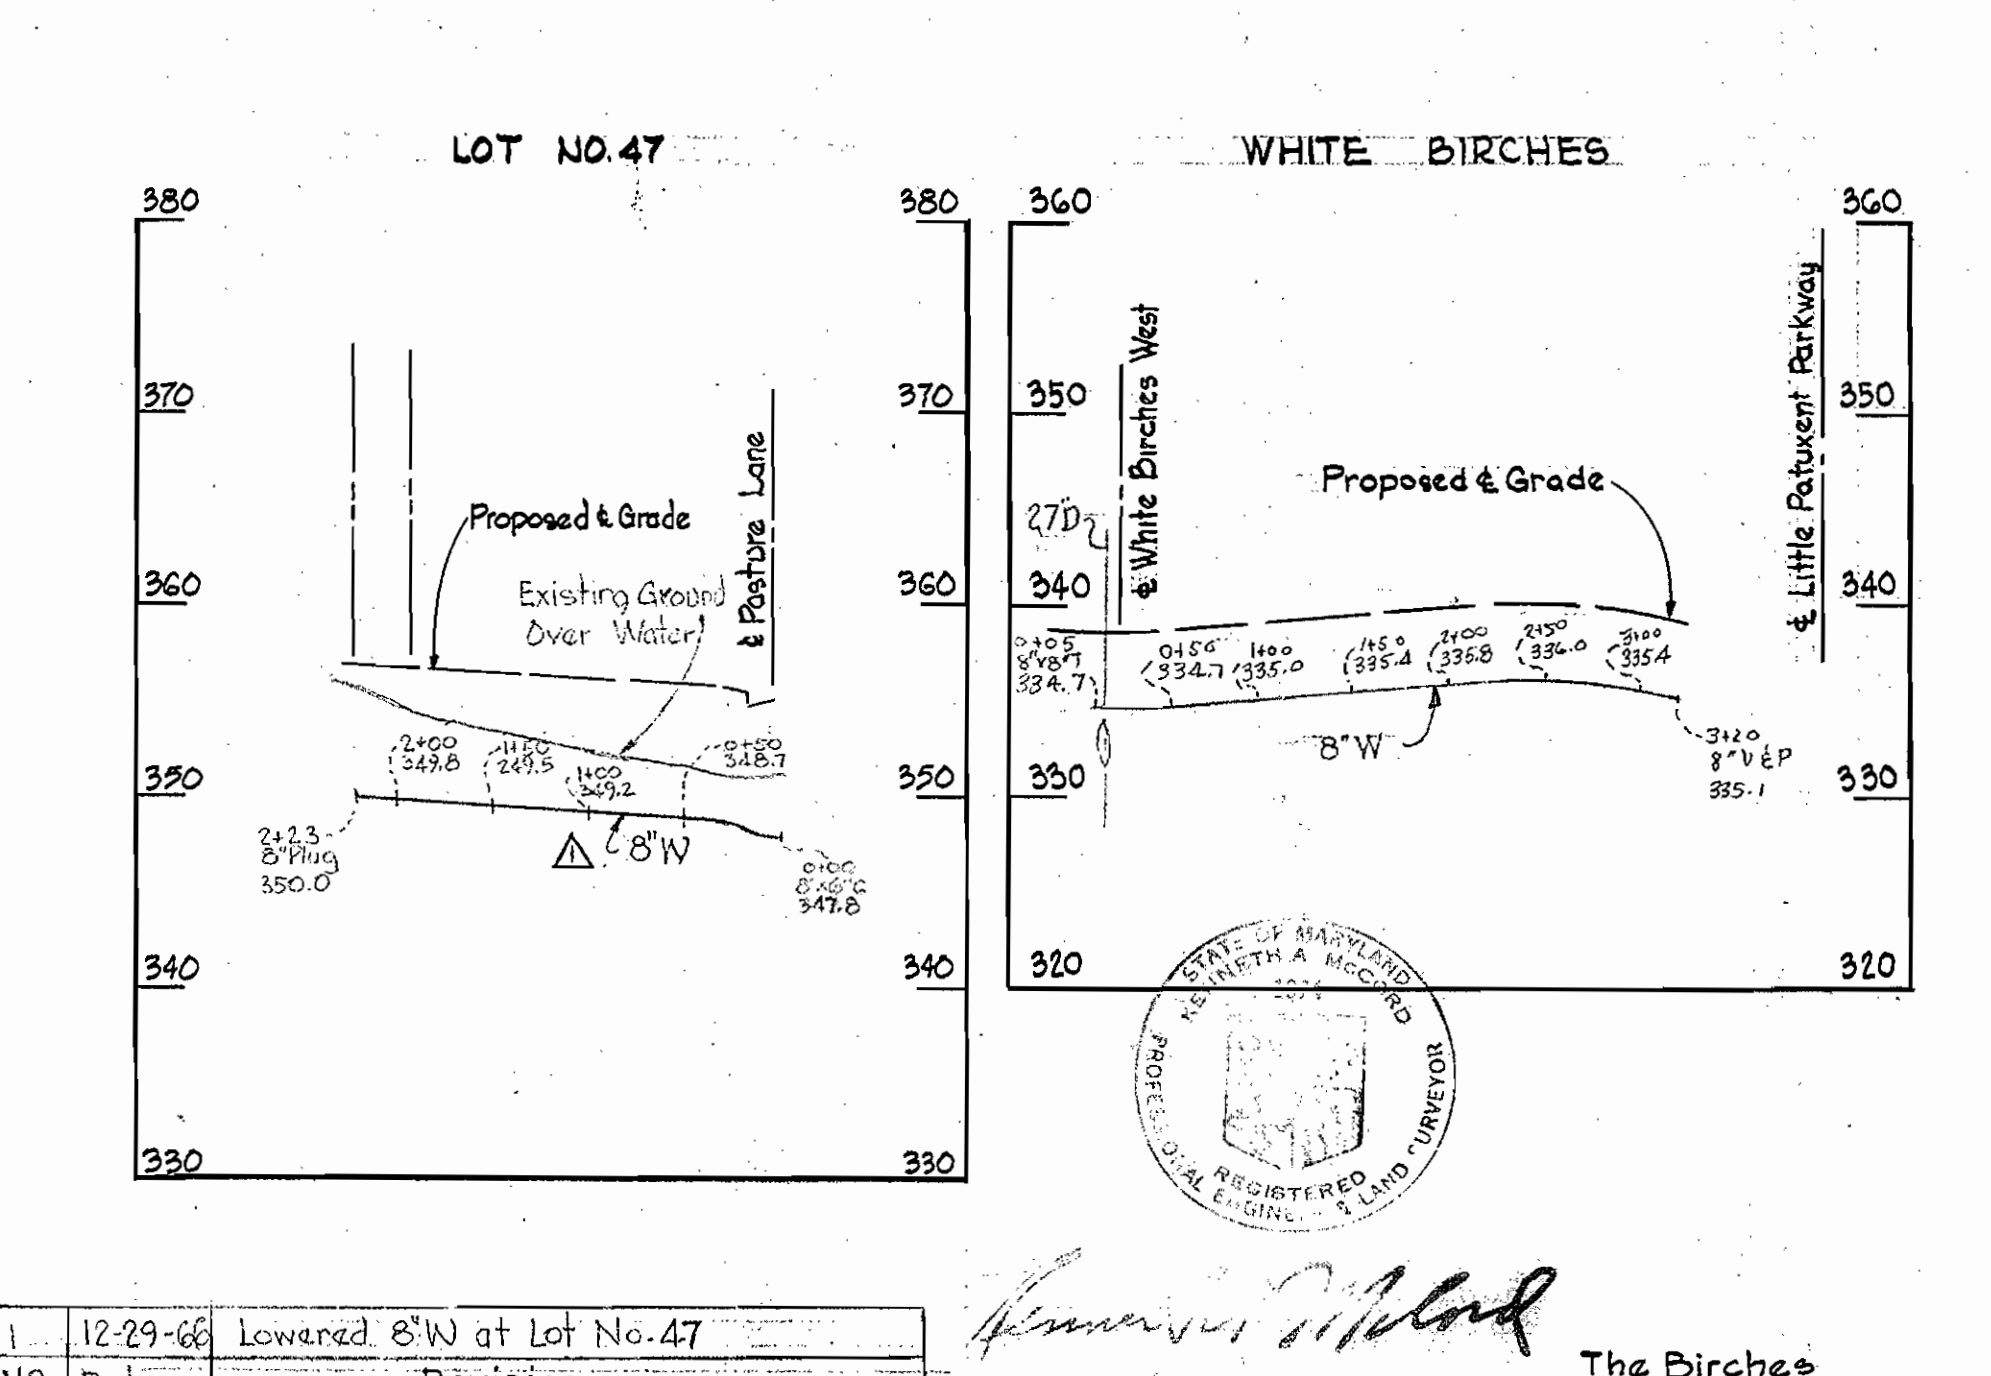 LOT NO. 47
380
380
370
370
360
360
350
350
340
340
330
330
Proposed ℄ Grade
Existing Ground
Over Water
℄ Pasture Lane
2+00
349.8
1+50
249.5
1+00
349.2
0+50
348.7
2+23
8" Plug
350.0
1
8"W
0+00
8"x6"C
347.8
WHITE BIRCHES
360
360
350
350
340
340
330
330
320
320
℄ White Birches West
27"D
Proposed ℄ Grade
℄ Little Patuxent Parkway
0+05
8"x8"T
334.7
0+50
334.7
1+00
335.0
1+50
335.4
2+00
335.8
2+50
336.0
3+00
335.4
8"W
3+20
8"V & P
335.1
STATE OF MARYLAND
KENNETH A. McCORD
REGISTERED
PROFESSIONAL ENGINEER & LAND SURVEYOR
1 12-29-66 Lowered 8"W at Lot No. 47
The Birches